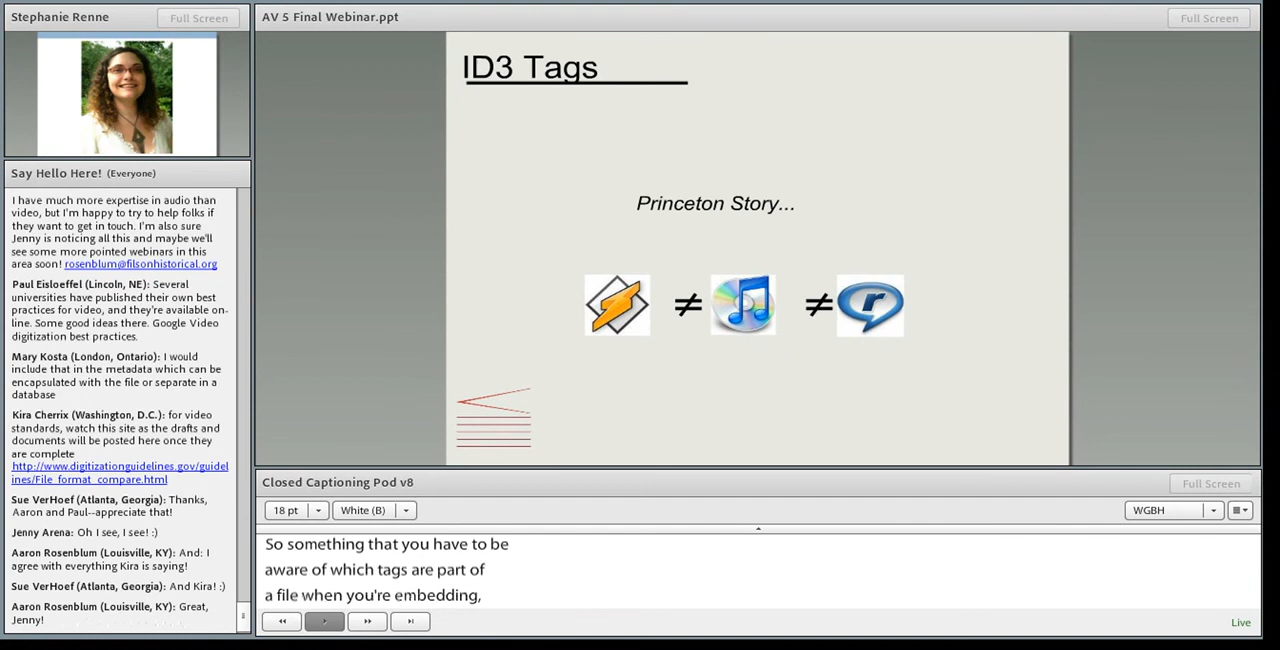 Stephanie Renne
Full Screen
Say Hello Here! (Everyone)
I have much more expertise in audio than
video, but I'm happy to try to help folks if
they want to get in touch. I'm also sure
Jenny is noticing all this and maybe we'll
see some more pointed webinars in this
area soon! rosenblum@filsonhistorical.org
Paul Eisloeffel (Lincoln, NE): Several
universities have published their own best
practices for video, and they're available on-
line. Some good ideas there. Google Video
digitization best practices.
Mary Kosta (London, Ontario): I would
include that in the metadata which can be
encapsulated with the file or separate in a
database
Kira Cherrix (Washington, D.C.): for video
standards, watch this site as the drafts and
documents will be posted here once they
are complete
http://www.digitizationguidelines.gov/guidel
ines/File_format_compare.html
Sue VerHoef (Atlanta, Georgia): Thanks,
Aaron and Paul--appreciate that!
Jenny Arena: Oh I see, I see! :)
Aaron Rosenblum (Louisville, KY): And: I
agree with everything Kira is saying!
Sue VerHoef (Atlanta, Georgia): And Kira! :)
Aaron Rosenblum (Louisville, KY): Great,
Jenny!
AV 5 Final Webinar.ppt
Full Screen
ID3 Tags
Princeton Story...
≠ ≠ r
Closed Captioning Pod v8
Full Screen
18 pt
White (B)
WGBH
So something that you have to be
aware of which tags are part of
a file when you're embedding,
Live